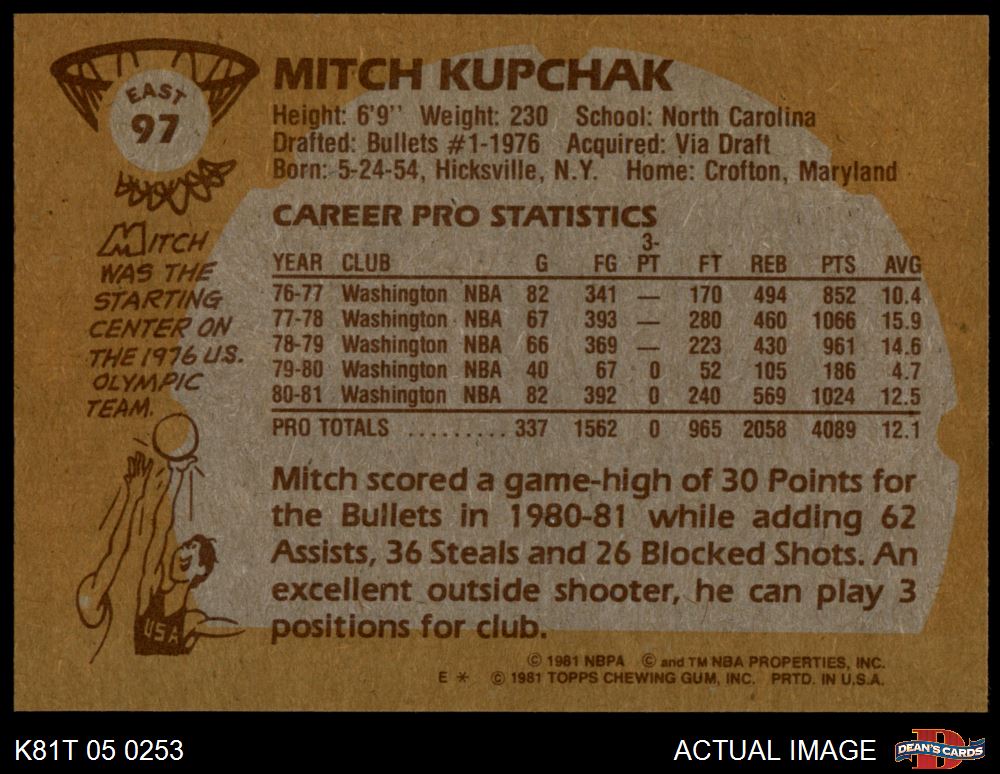 EAST
97
MITCH KUPCHAK
Height: 6'9'' Weight: 230 School: North Carolina
Drafted: Bullets #1-1976 Acquired: Via Draft
Born: 5-24-54, Hicksville, N.Y. Home: Crofton, Maryland
MITCH
WAS THE
STARTING
CENTER ON
THE 1976 U.S.
OLYMPIC
TEAM.
USA
CAREER PRO STATISTICS
YEAR CLUB G FG 3-PT FT REB PTS AVG
76-77 Washington NBA 82 341 — 170 494 852 10.4
77-78 Washington NBA 67 393 — 280 460 1066 15.9
78-79 Washington NBA 66 369 — 223 430 961 14.6
79-80 Washington NBA 40 67 0 52 105 186 4.7
80-81 Washington NBA 82 392 0 240 569 1024 12.5
PRO TOTALS .......... 337 1562 0 965 2058 4089 12.1
Mitch scored a game-high of 30 Points for
the Bullets in 1980-81 while adding 62
Assists, 36 Steals and 26 Blocked Shots. An
excellent outside shooter, he can play 3
positions for club.
© 1981 NBPA © and TM NBA PROPERTIES, INC.
E * © 1981 TOPPS CHEWING GUM, INC. PRTD. IN U.S.A.
K81T 05 0253
ACTUAL IMAGE
D
DEAN'S CARDS